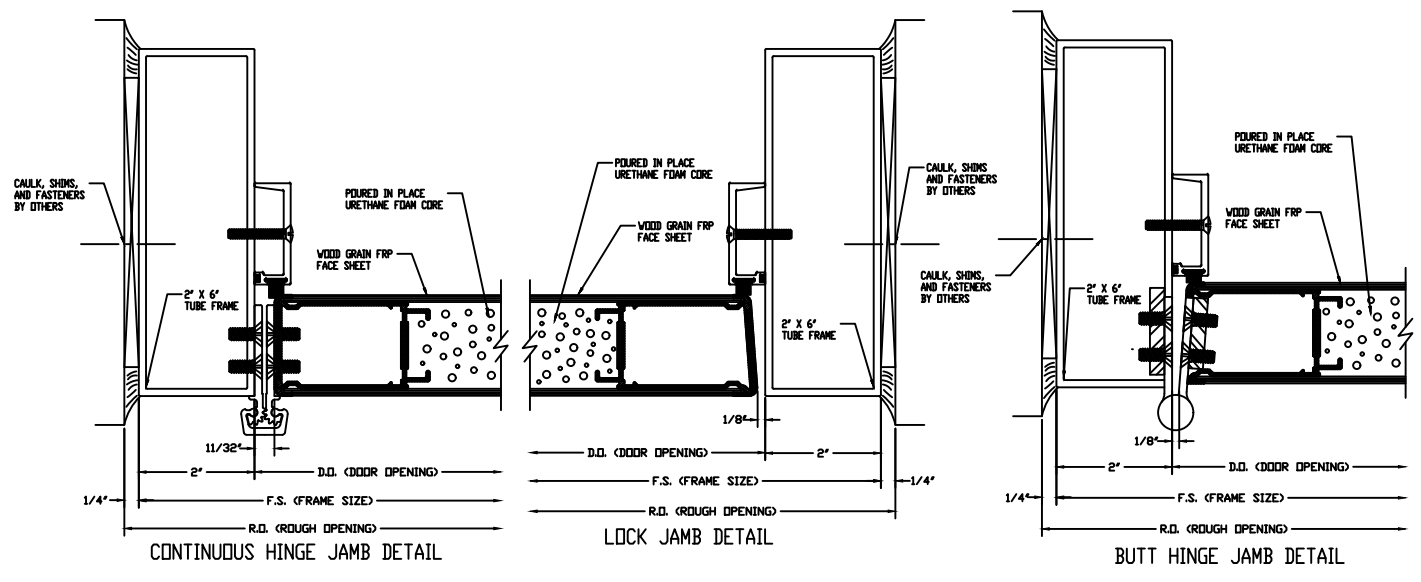 CAULK, SHIMS,
AND FASTENERS
BY OTHERS
POURED IN PLACE
URETHANE FOAM CORE
WOOD GRAIN FRP
FACE SHEET
2" X 6"
TUBE FRAME
11/32"
2"
D.O. (DOOR OPENING)
1/4"
F.S. (FRAME SIZE)
R.O. (ROUGH OPENING)
CONTINUOUS HINGE JAMB DETAIL
POURED IN PLACE
URETHANE FOAM CORE
WOOD GRAIN FRP
FACE SHEET
CAULK, SHIMS
AND FASTENERS
BY OTHERS
2" X 6"
TUBE FRAME
1/8"
D.O. (DOOR OPENING)
2"
F.S. (FRAME SIZE)
1/4"
R.O. (ROUGH OPENING)
LOCK JAMB DETAIL
POURED IN PLACE
URETHANE FOAM CORE
WOOD GRAIN FRP
FACE SHEET
CAULK, SHIMS,
AND FASTENERS
BY OTHERS
2" X 6"
TUBE FRAME
1/8"
2"
D.O. (DOOR OPENING)
1/4"
F.S. (FRAME SIZE)
R.O. (ROUGH OPENING)
BUTT HINGE JAMB DETAIL